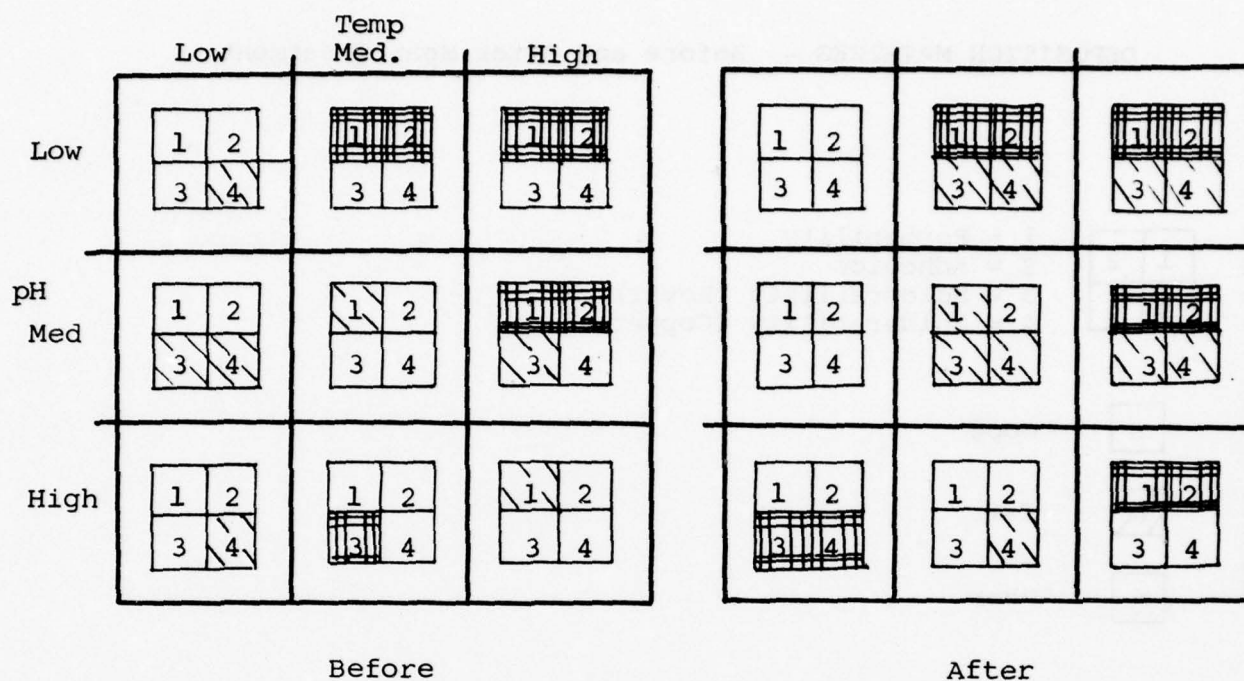 Temp
Low Med. High
Low
1 2 1 2 1 2 1 2 1 2 1 2
3 4 3 4 3 4 3 4 3 4 3 4
pH
Med
1 2 1 2 1 2 1 2 1 2 1 2
3 4 3 4 3 4 3 4 3 4 3 4
High
1 2 1 2 1 2 1 2 1 2 1 2
3 4 3 4 3 4 3 4 3 4 3 4
Before After